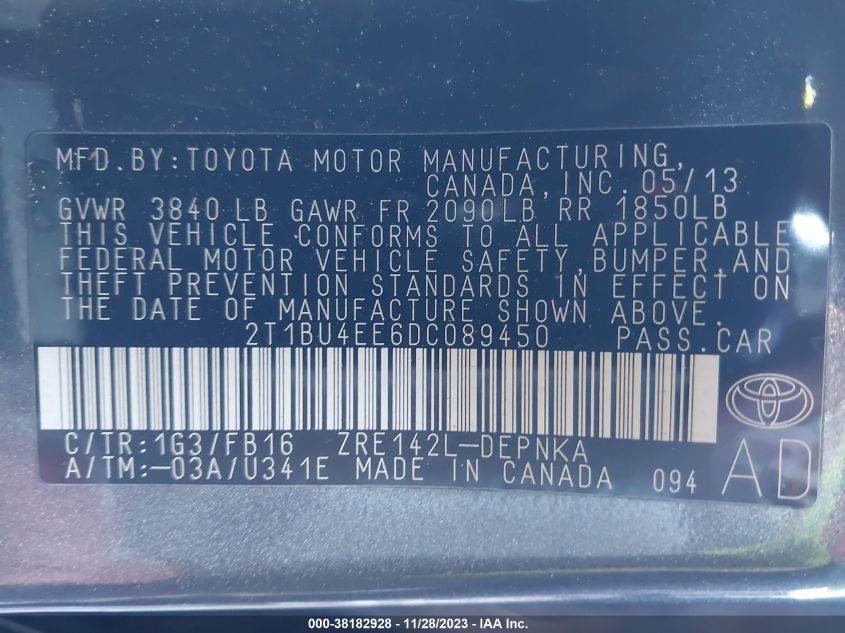 MFD.BY:TOYOTA MOTOR MANUFACTURING,
CANADA, INC. 05/13
GVWR 3840 LB GAWR FR 2090LB RR 1850LB
THIS VEHICLE CONFORMS TO ALL APPLICABLE
FEDERAL MOTOR VEHICLE SAFETY, BUMPER, AND
THEFT PREVENTION STANDARDS IN EFFECT ON
THE DATE OF MANUFACTURE SHOWN ABOVE.
2T1BU4EE6DC089450 PASS.CAR
C/TR:1G3/FB16 ZRE142L-DEPNKA
A/TM:-03A/U341E MADE IN CANADA 094
AD
000-38182928 - 11/28/2023 - IAA Inc.